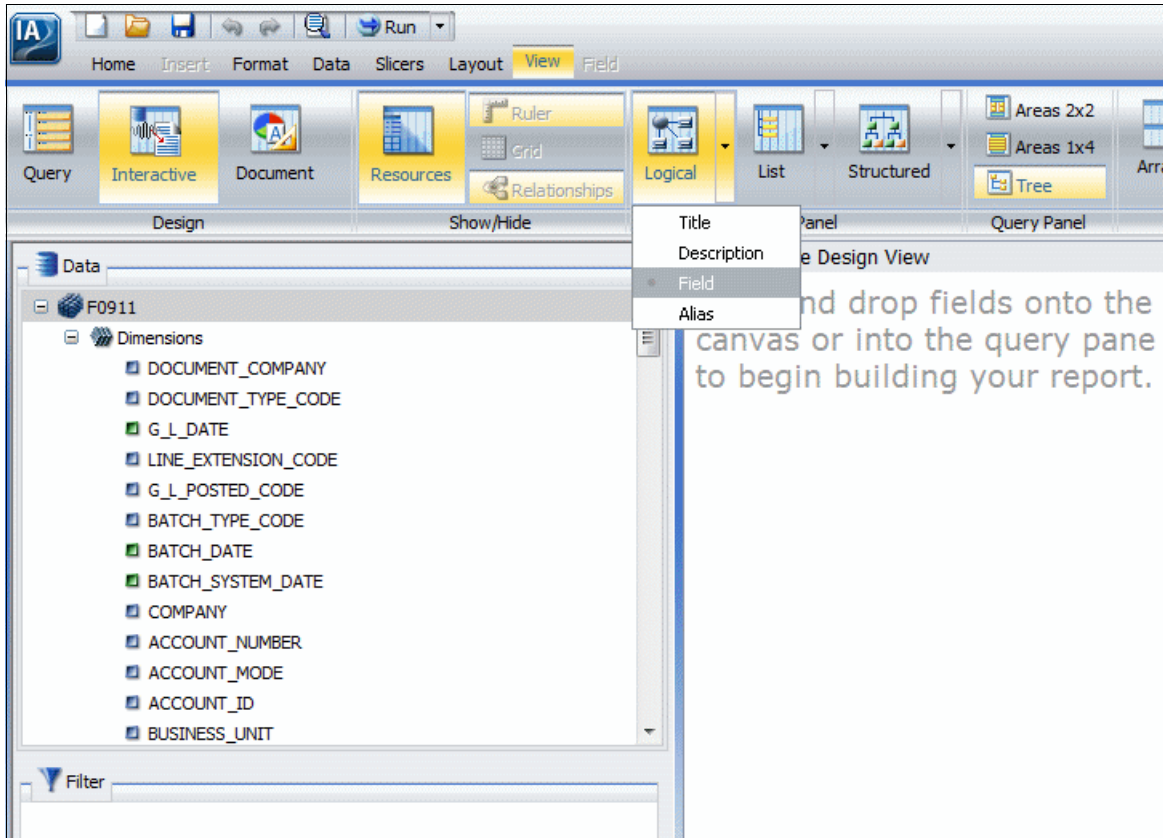 IA
Run
Home Insert Format Data Slicers Layout View Field
Query Interactive Document Resources Ruler Grid Relationships Logical List Structured Areas 2x2 Areas 1x4 Tree
Design Show/Hide Panel Query Panel
Title
Description
Field
Alias
Data
F0911
Dimensions
DOCUMENT_COMPANY
DOCUMENT_TYPE_CODE
G_L_DATE
LINE_EXTENSION_CODE
G_L_POSTED_CODE
BATCH_TYPE_CODE
BATCH_DATE
BATCH_SYSTEM_DATE
COMPANY
ACCOUNT_NUMBER
ACCOUNT_MODE
ACCOUNT_ID
BUSINESS_UNIT
Filter
e Design View
nd drop fields onto the
canvas or into the query pane
to begin building your report.